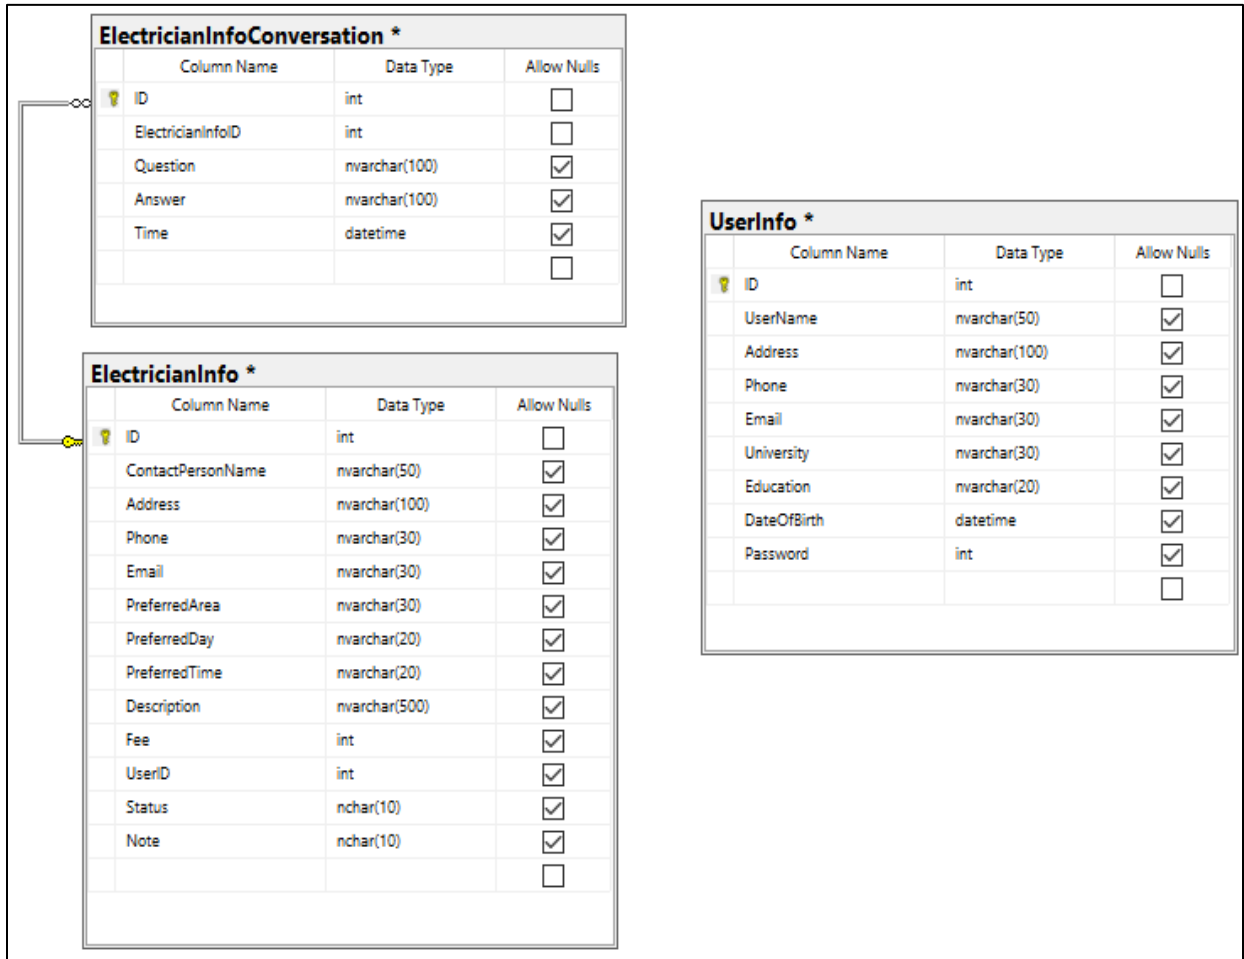 ElectricianInfoConversation *
Column Name Data Type Allow Nulls
ID int
ElectricianInfoID int
Question nvarchar(100)
Answer nvarchar(100)
Time datetime
ElectricianInfo *
Column Name Data Type Allow Nulls
ID int
ContactPersonName nvarchar(50)
Address nvarchar(100)
Phone nvarchar(30)
Email nvarchar(30)
PreferredArea nvarchar(30)
PreferredDay nvarchar(20)
PreferredTime nvarchar(20)
Description nvarchar(500)
Fee int
UserID int
Status nchar(10)
Note nchar(10)
UserInfo *
Column Name Data Type Allow Nulls
ID int
UserName nvarchar(50)
Address nvarchar(100)
Phone nvarchar(30)
Email nvarchar(30)
University nvarchar(30)
Education nvarchar(20)
DateOfBirth datetime
Password int